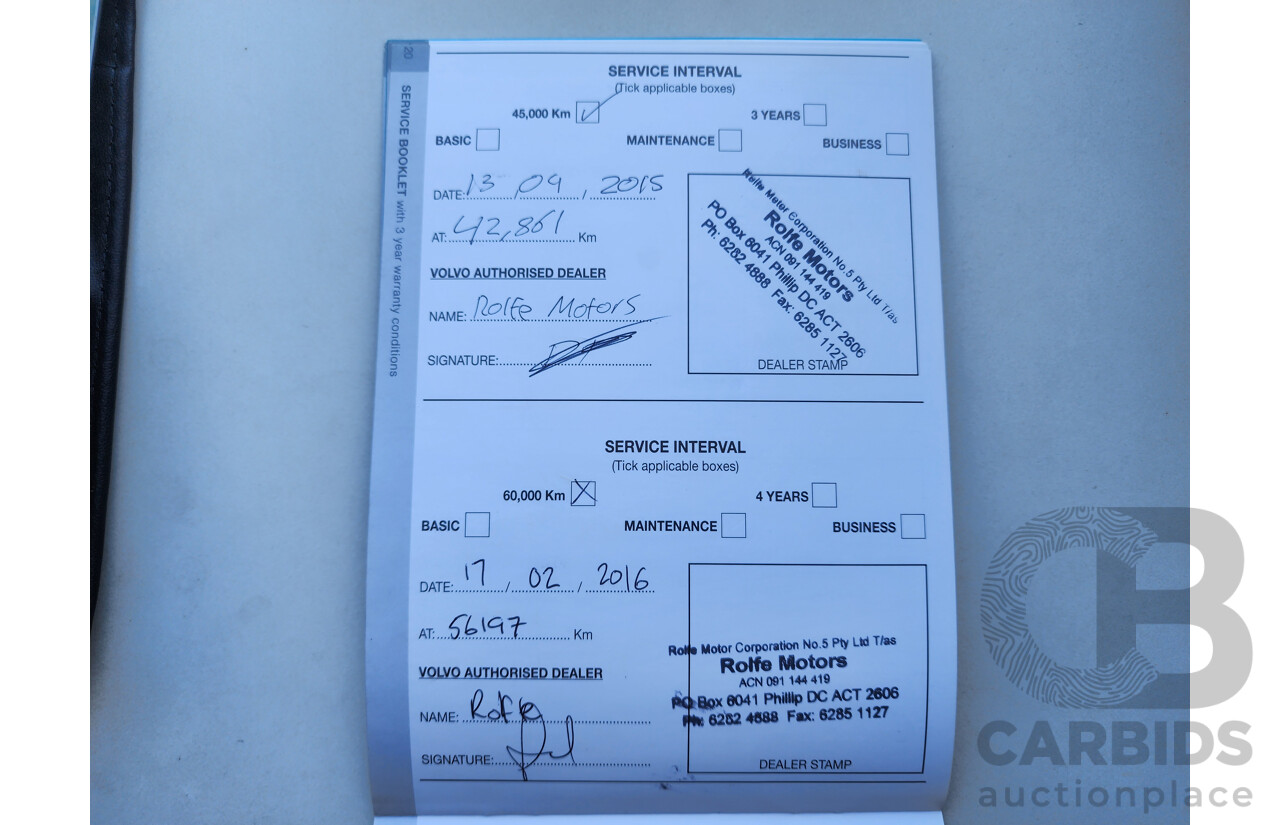 20
SERVICE BOOKLET with 3 year warranty conditions
SERVICE INTERVAL
(Tick applicable boxes)
45,000 Km 3 YEARS
BASIC MAINTENANCE BUSINESS
DATE: 13 , 09 , 2015
AT: 42,861 Km
VOLVO AUTHORISED DEALER
NAME: Rolfe Motors
SIGNATURE:
Rolfe Motor Corporation No.5 Pty Ltd T/as
Rolfe Motors
ACN 091 144 419
PO Box 6041 Phillip DC ACT 2606
Ph: 6282 4888 Fax: 6285 1127
DEALER STAMP
SERVICE INTERVAL
(Tick applicable boxes)
60,000 Km 4 YEARS
BASIC MAINTENANCE BUSINESS
DATE: 17 , 02 , 2016
AT: 56197 Km
VOLVO AUTHORISED DEALER
NAME: Rolfe
SIGNATURE:
Rolfe Motor Corporation No.5 Pty Ltd T/as
Rolfe Motors
ACN 091 144 419
PO Box 6041 Phillip DC ACT 2606
Ph: 6282 4888 Fax: 6285 1127
DEALER STAMP
CB
CARBIDS
auctionplace